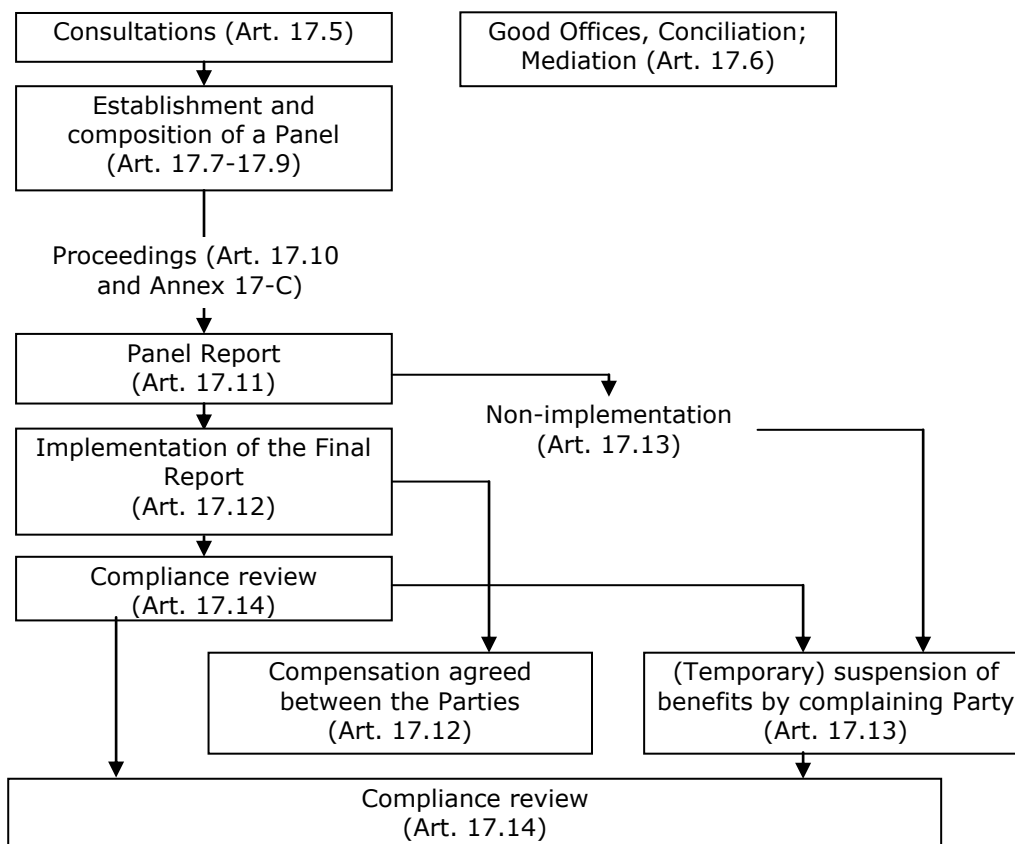 Consultations (Art. 17.5)
Good Offices, Conciliation;
Mediation (Art. 17.6)
Establishment and
composition of a Panel
(Art. 17.7-17.9)
Proceedings (Art. 17.10
and Annex 17-C)
Panel Report
(Art. 17.11)
Non-implementation
(Art. 17.13)
Implementation of the Final
Report
(Art. 17.12)
Compliance review
(Art. 17.14)
Compensation agreed
between the Parties
(Art. 17.12)
(Temporary) suspension of
benefits by complaining Party
(Art. 17.13)
Compliance review
(Art. 17.14)